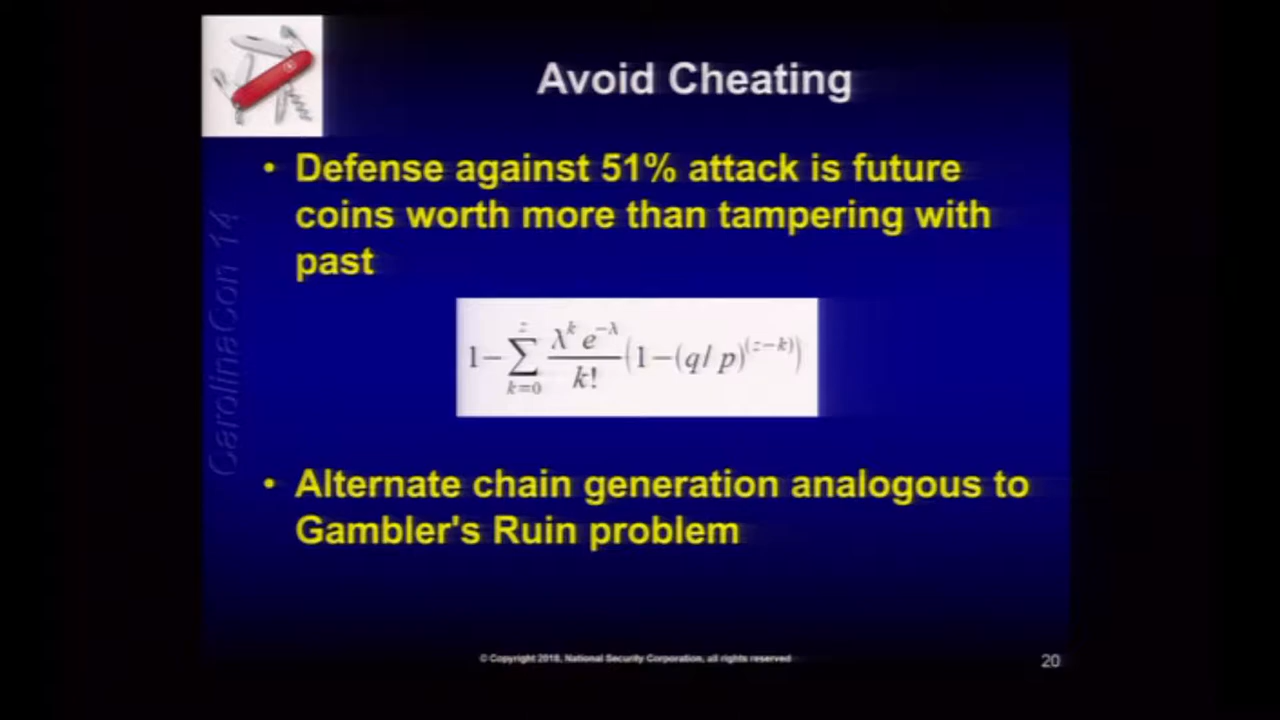 Avoid Cheating
• Defense against 51% attack is future
coins worth more than tampering with
past
1−∑_{k=0}^{z} (λ^k e^{−λ} / k!) (1−(q/p)^{(z−k)})
• Alternate chain generation analogous to
Gambler's Ruin problem
CarolinaCon 14
© Copyright 2018, National Security Corporation, all rights reserved
20